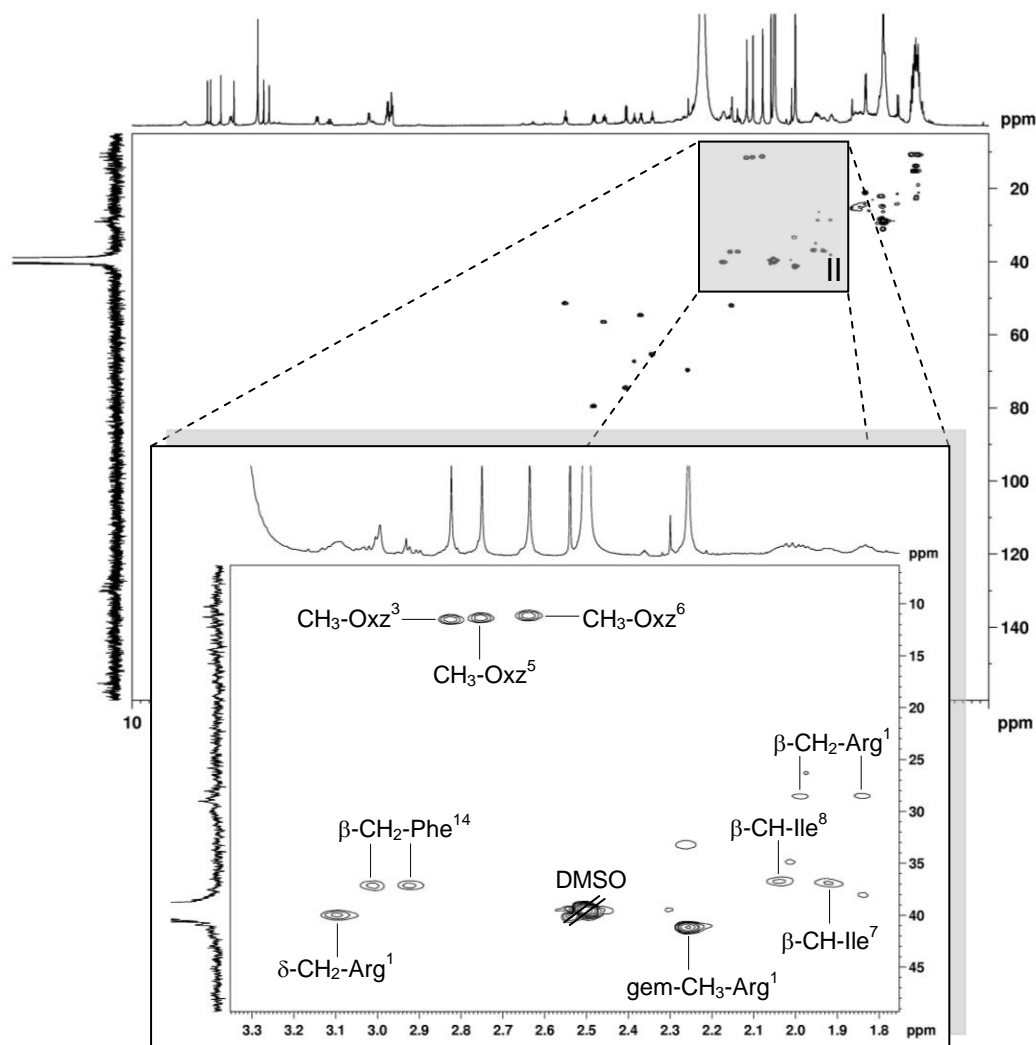 ppm
20
40
60
80
100
120
140
ppm
10
II
ppm
CH3-Oxz3
CH3-Oxz6
CH3-Oxz5
β-CH2-Arg1
β-CH2-Phe14
β-CH-Ile8
DMSO
δ-CH2-Arg1
gem-CH3-Arg1
β-CH-Ile7
10
15
20
25
30
35
40
45
3.3 3.2 3.1 3.0 2.9 2.8 2.7 2.6 2.5 2.4 2.3 2.2 2.1 2.0 1.9 1.8 ppm